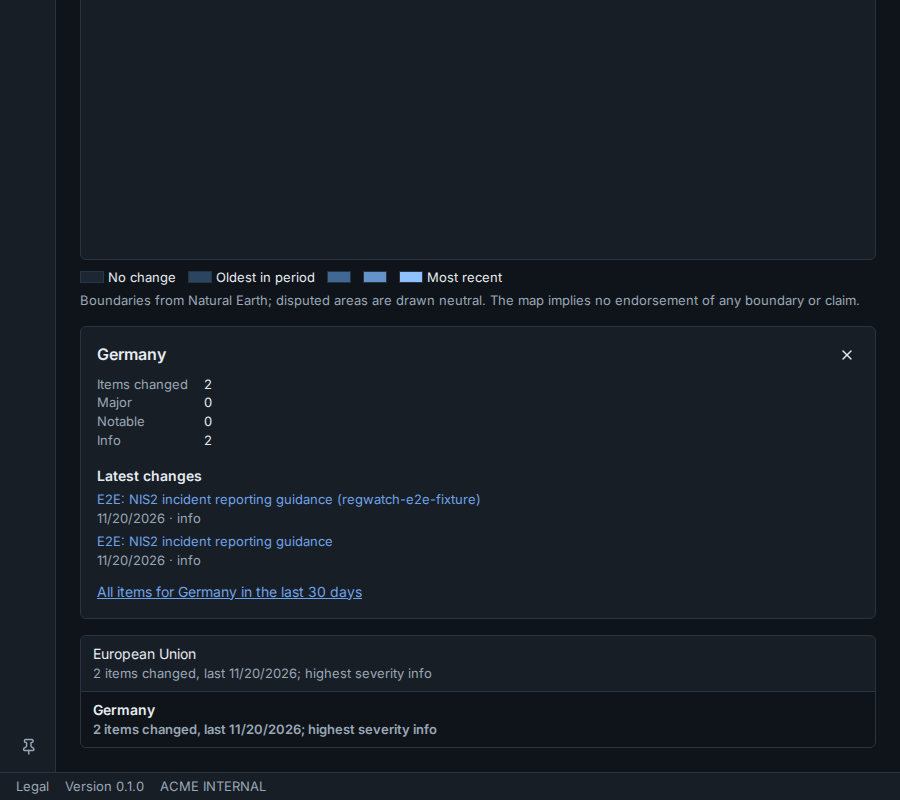 No change Oldest in period Most recent
Boundaries from Natural Earth; disputed areas are drawn neutral. The map implies no endorsement of any boundary or claim.
Germany
Items changed 2
Major 0
Notable 0
Info 2
Latest changes
E2E: NIS2 incident reporting guidance (regwatch-e2e-fixture)
11/20/2026 · info
E2E: NIS2 incident reporting guidance
11/20/2026 · info
All items for Germany in the last 30 days
European Union
2 items changed, last 11/20/2026; highest severity info
Germany
2 items changed, last 11/20/2026; highest severity info
Legal Version 0.1.0 ACME INTERNAL